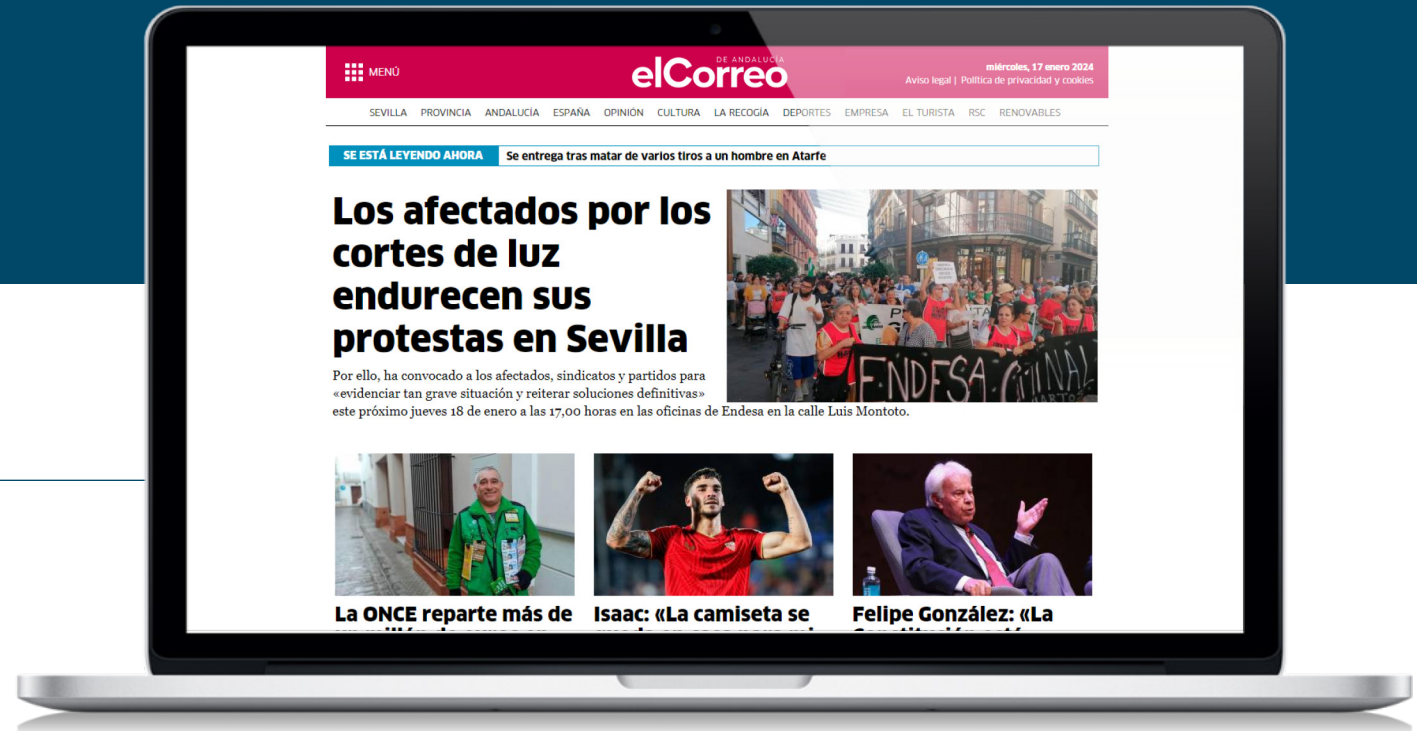 MENÚ
elCorreo
DE ANDALUCÍA
miércoles, 17 enero 2024
Aviso legal | Política de privacidad y cookies
SEVILLA PROVINCIA ANDALUCÍA ESPAÑA OPINIÓN CULTURA LA RECOGÍA DEPORTES EMPRESA EL TURISTA RSC RENOVABLES
SE ESTÁ LEYENDO AHORA Se entrega tras matar de varios tiros a un hombre en Atarfe
Los afectados por los
cortes de luz
endurecen sus
protestas en Sevilla
Por ello, ha convocado a los afectados, sindicatos y partidos para
«evidenciar tan grave situación y reiterar soluciones definitivas»
este próximo jueves 18 de enero a las 17,00 horas en las oficinas de Endesa en la calle Luis Montoto.
ENDESA
La ONCE reparte más de
Isaac: «La camiseta se
Felipe González: «La